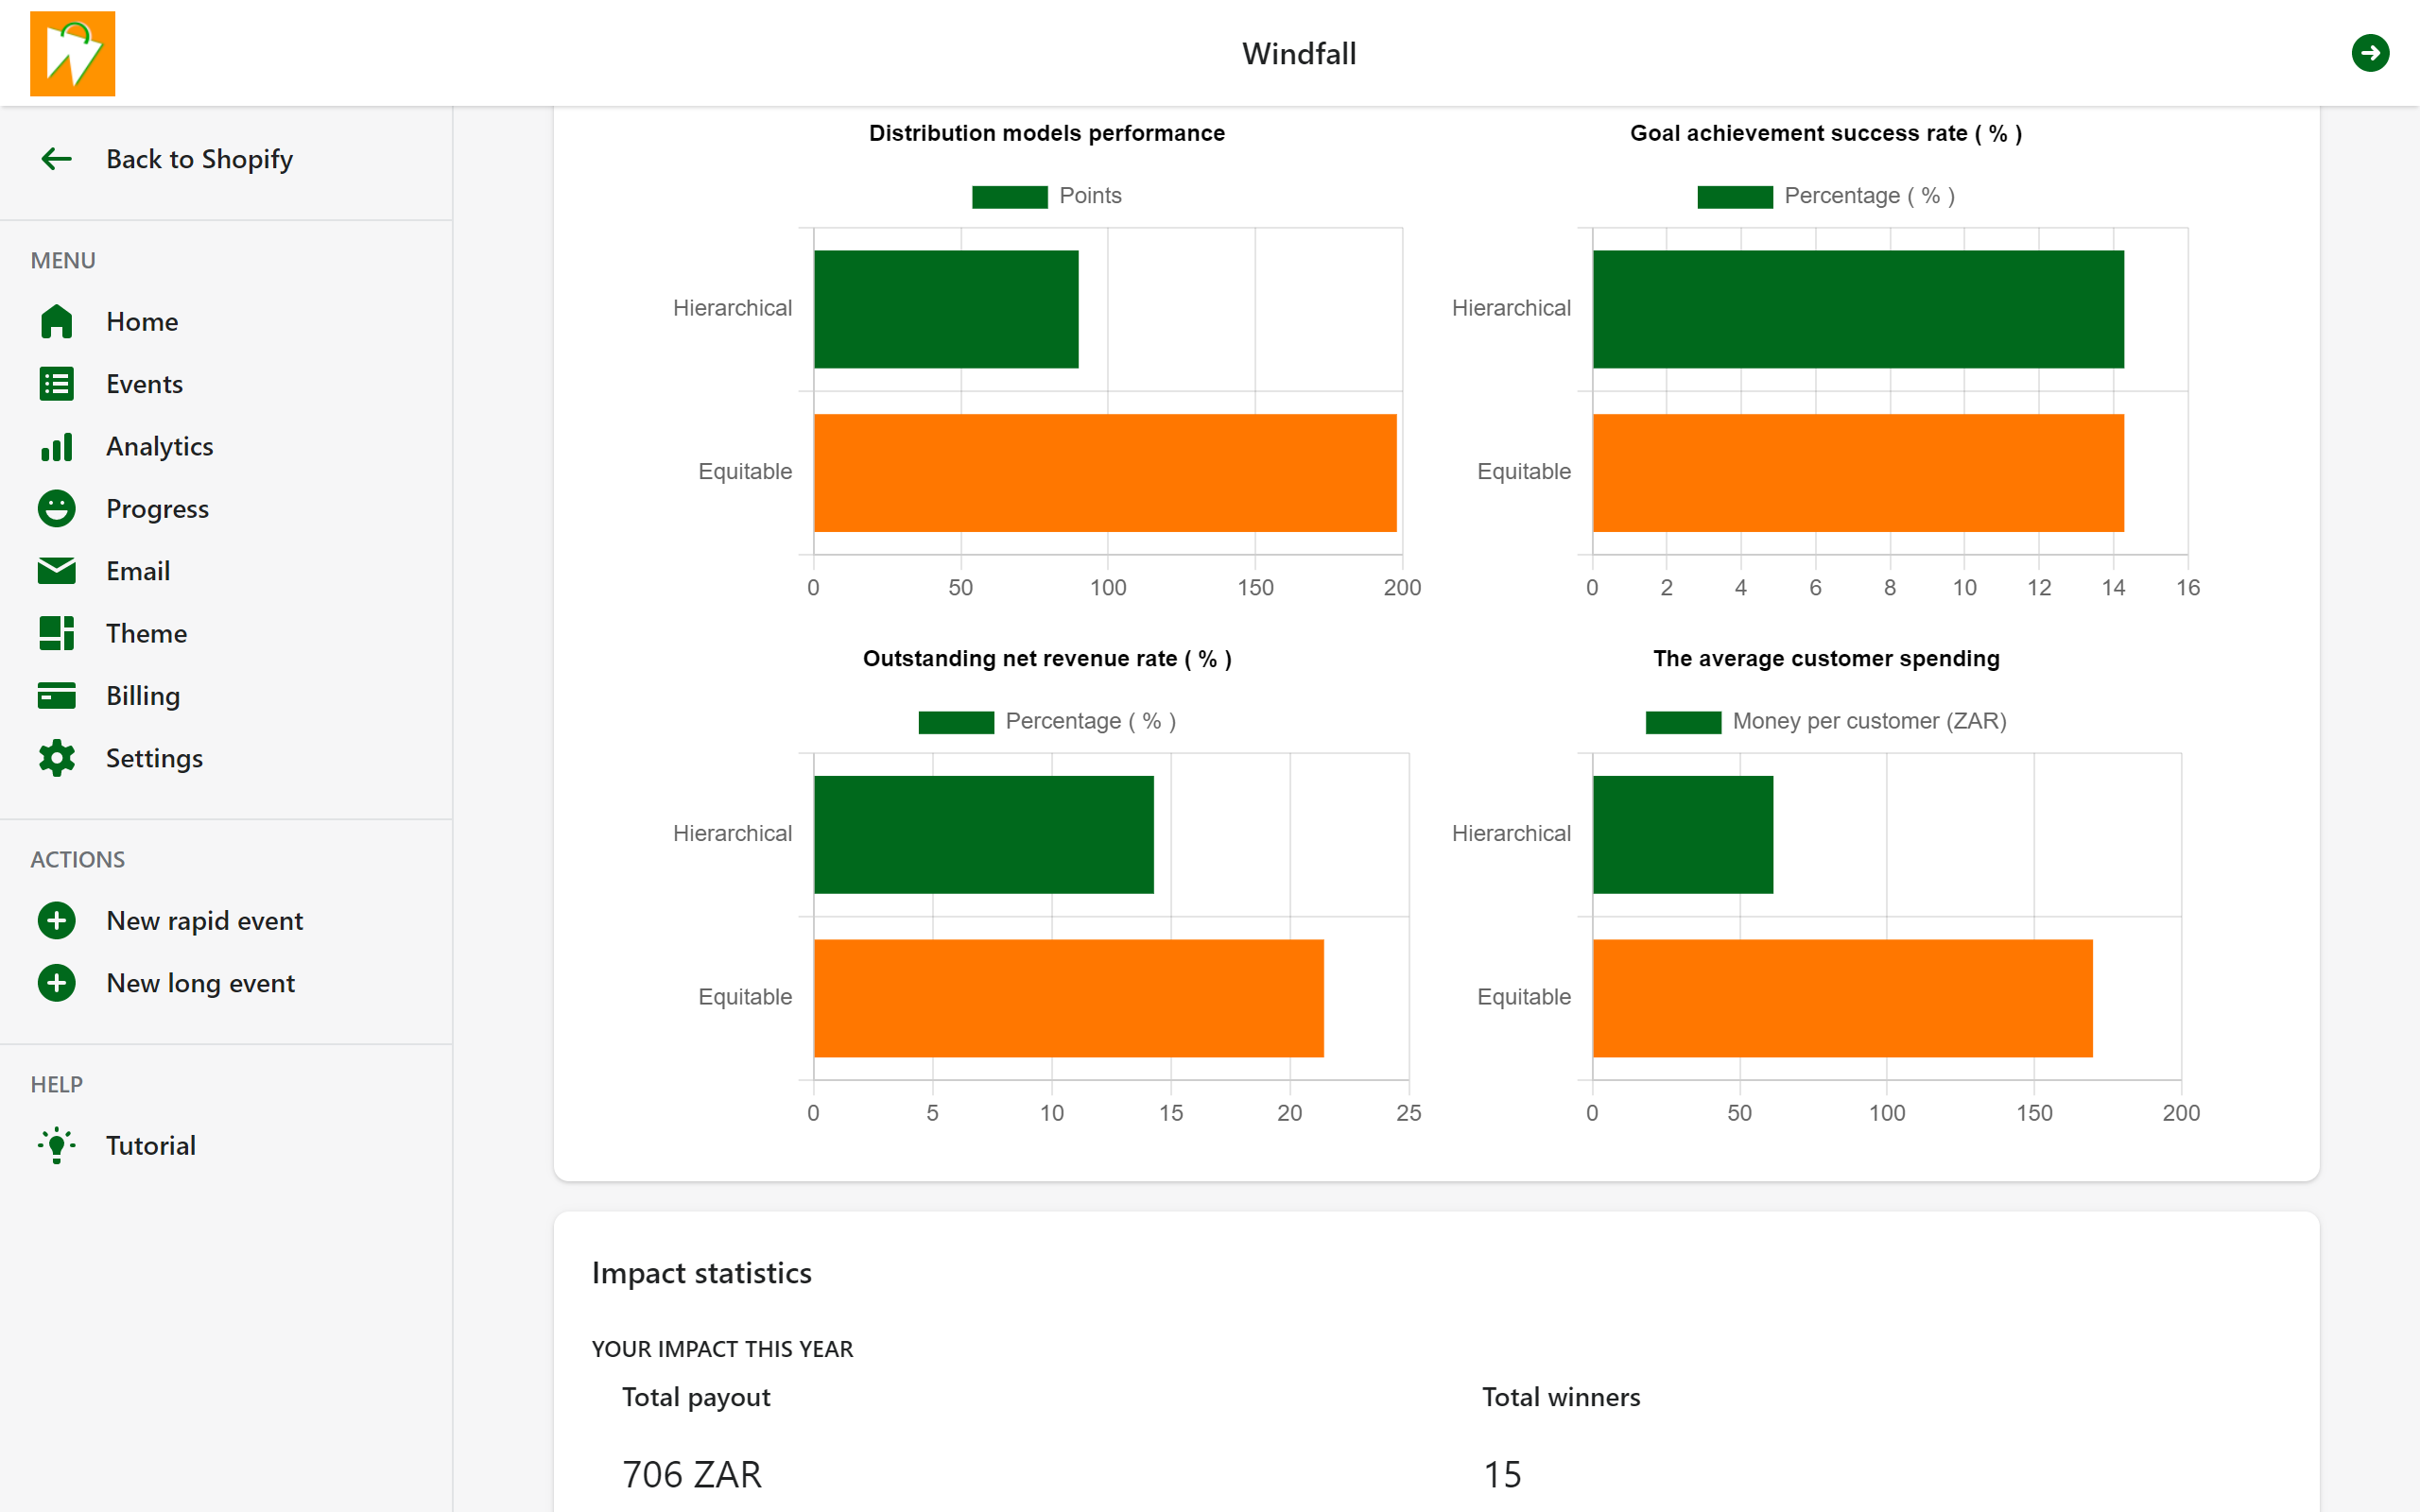 Windfall
Back to Shopify
MENU
Home
Events
Analytics
Progress
Email
Theme
Billing
Settings
ACTIONS
New rapid event
New long event
HELP
Tutorial
Distribution models performance
Points
Hierarchical
Equitable
0 50 100 150 200
Goal achievement success rate ( % )
Percentage ( % )
Hierarchical
Equitable
0 2 4 6 8 10 12 14 16
Outstanding net revenue rate ( % )
Percentage ( % )
Hierarchical
Equitable
0 5 10 15 20 25
The average customer spending
Money per customer (ZAR)
Hierarchical
Equitable
0 50 100 150 200
Impact statistics
YOUR IMPACT THIS YEAR
Total payout
706 ZAR
Total winners
15